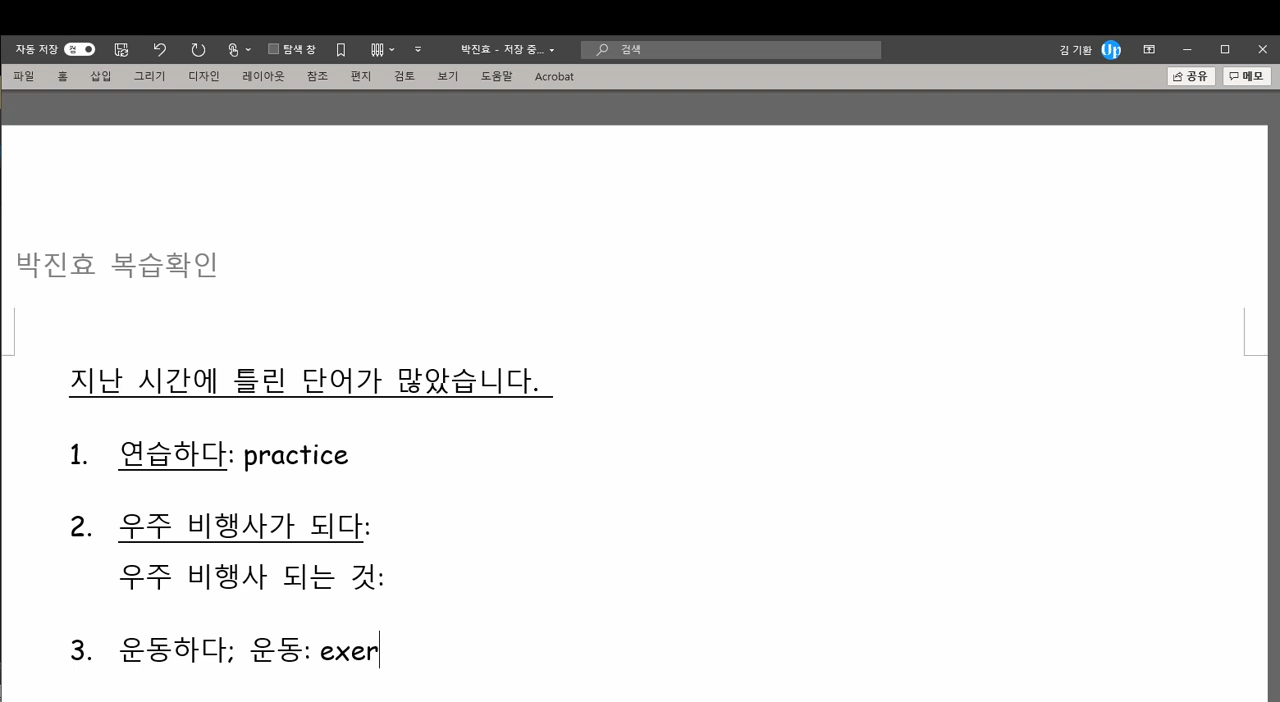 자동 저장 켬 탐색 창 박진효 - 저장 중... 검색 김 기환 Up
파일 홈 삽입 그리기 디자인 레이아웃 참조 편지 검토 보기 도움말 Acrobat 공유 메모
박진효 복습확인
지난 시간에 틀린 단어가 많았습니다.
1. 연습하다: practice
2. 우주 비행사가 되다:
우주 비행사 되는 것:
3. 운동하다; 운동: exer